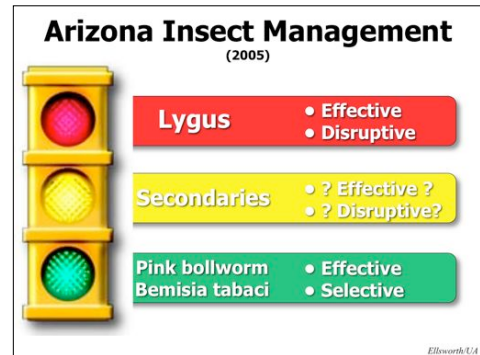 Arizona Insect Management
(2005)
Lygus
• Effective
• Disruptive
Secondaries
• ? Effective ?
• ? Disruptive?
Pink bollworm
Bemisia tabaci
• Effective
• Selective
Ellsworth/UA